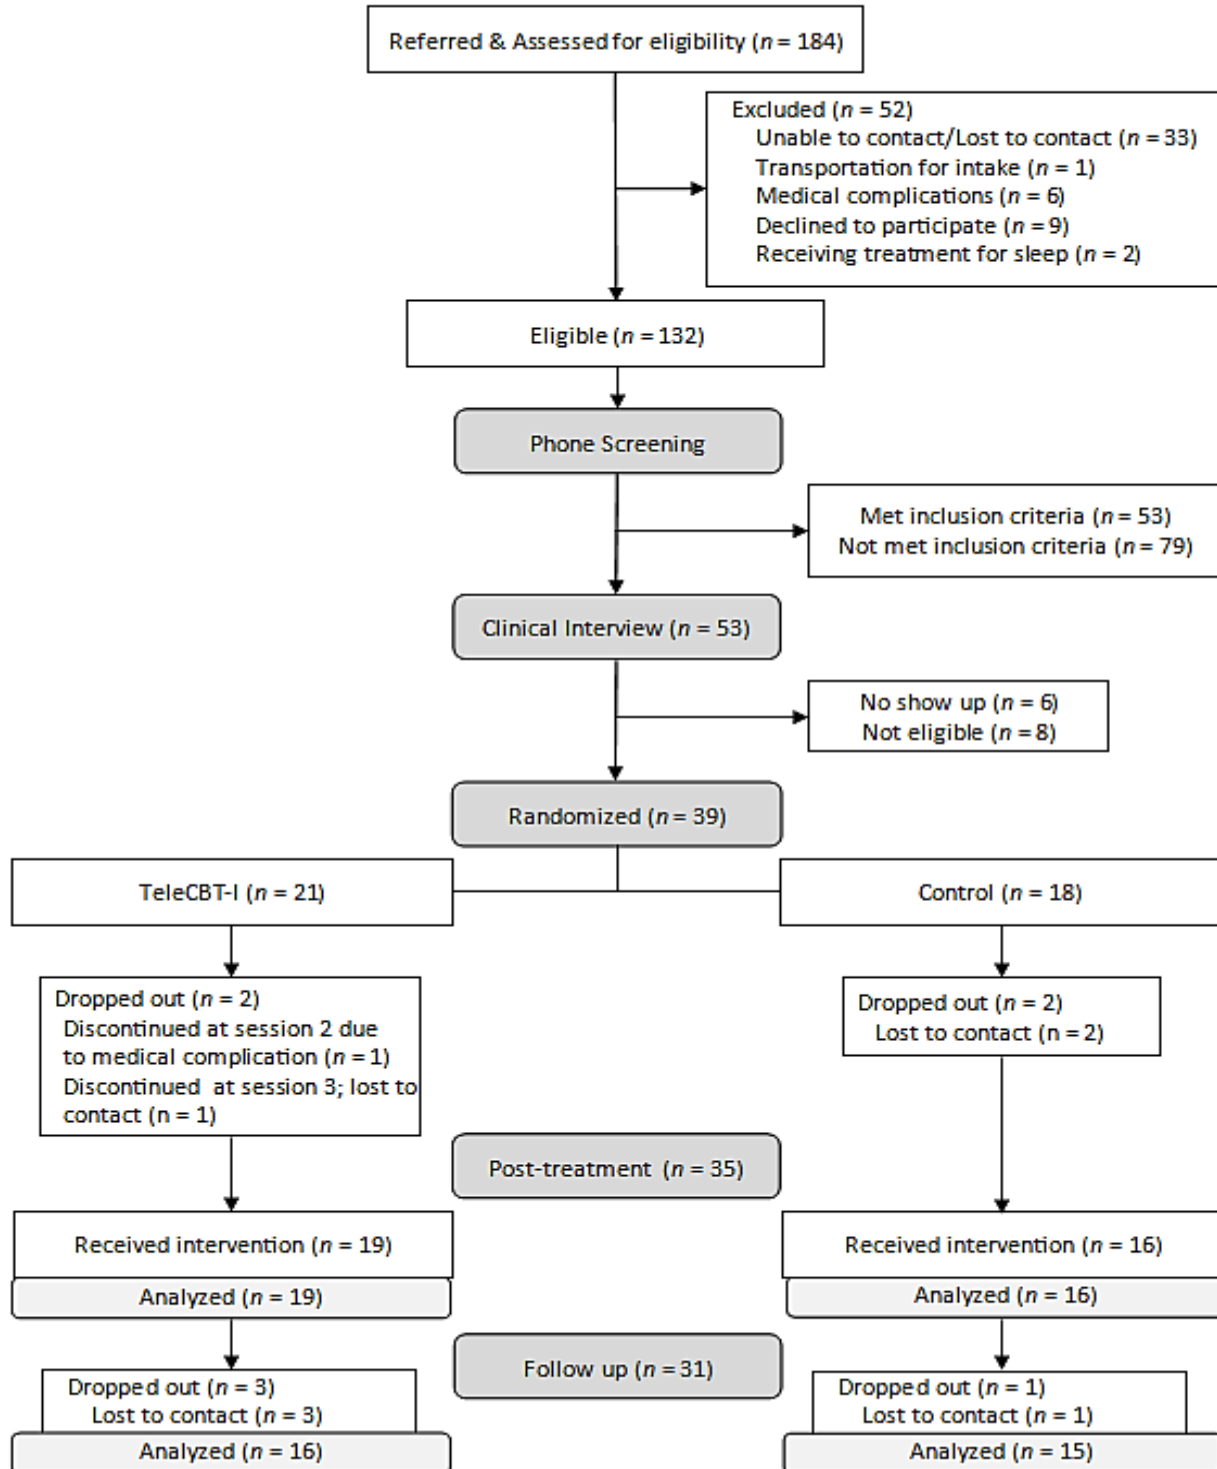 Referred & Assessed for eligibility (n = 184)
Excluded (n = 52)
Unable to contact/Lost to contact (n = 33)
Transportation for intake (n = 1)
Medical complications (n = 6)
Declined to participate (n = 9)
Receiving treatment for sleep (n = 2)
Eligible (n = 132)
Phone Screening
Met inclusion criteria (n = 53)
Not met inclusion criteria (n = 79)
Clinical Interview (n = 53)
No show up (n = 6)
Not eligible (n = 8)
Randomized (n = 39)
TeleCBT-I (n = 21)
Control (n = 18)
Dropped out (n = 2)
Discontinued at session 2 due
to medical complication (n = 1)
Discontinued at session 3; lost to
contact (n = 1)
Dropped out (n = 2)
Lost to contact (n = 2)
Post-treatment (n = 35)
Received intervention (n = 19)
Analyzed (n = 19)
Received intervention (n = 16)
Analyzed (n = 16)
Follow up (n = 31)
Dropped out (n = 3)
Lost to contact (n = 3)
Analyzed (n = 16)
Dropped out (n = 1)
Lost to contact (n = 1)
Analyzed (n = 15)